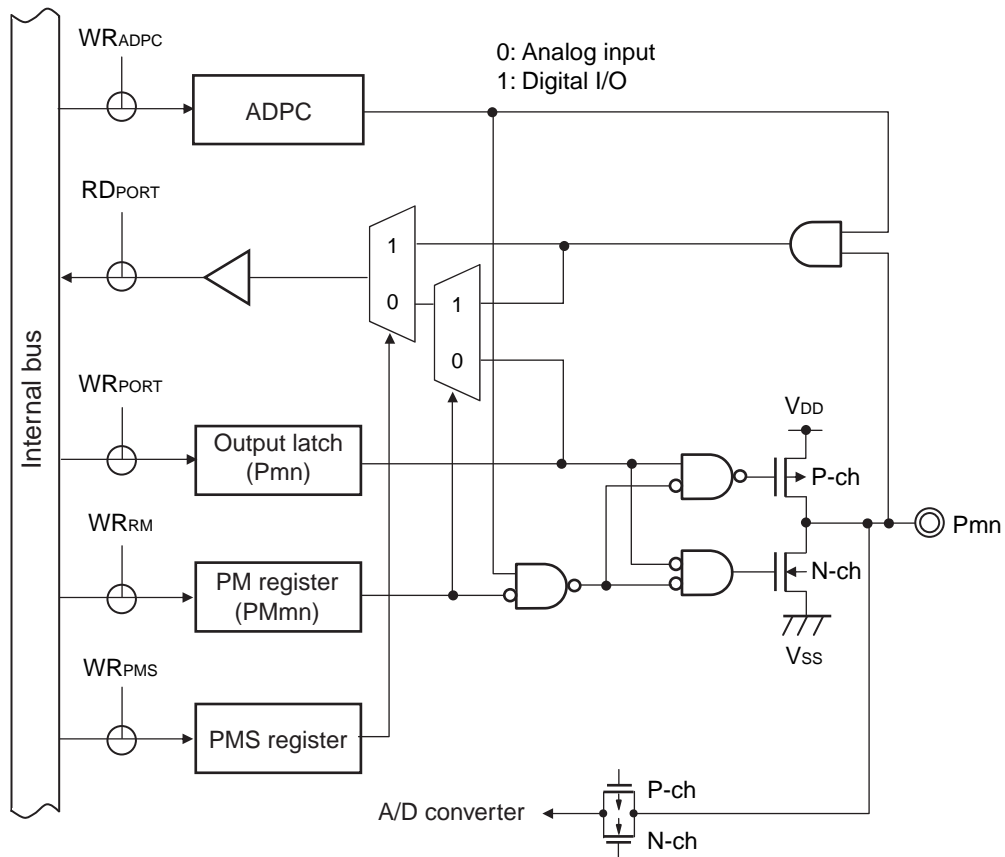 WRADPC
0: Analog input
1: Digital I/O
ADPC
RDPORT
1
0
1
0
Internal bus
WRPORT
Output latch
(Pmn)
VDD
P-ch
Pmn
N-ch
VSS
WRRM
PM register
(PMmn)
WRPMS
PMS register
A/D converter
P-ch
N-ch